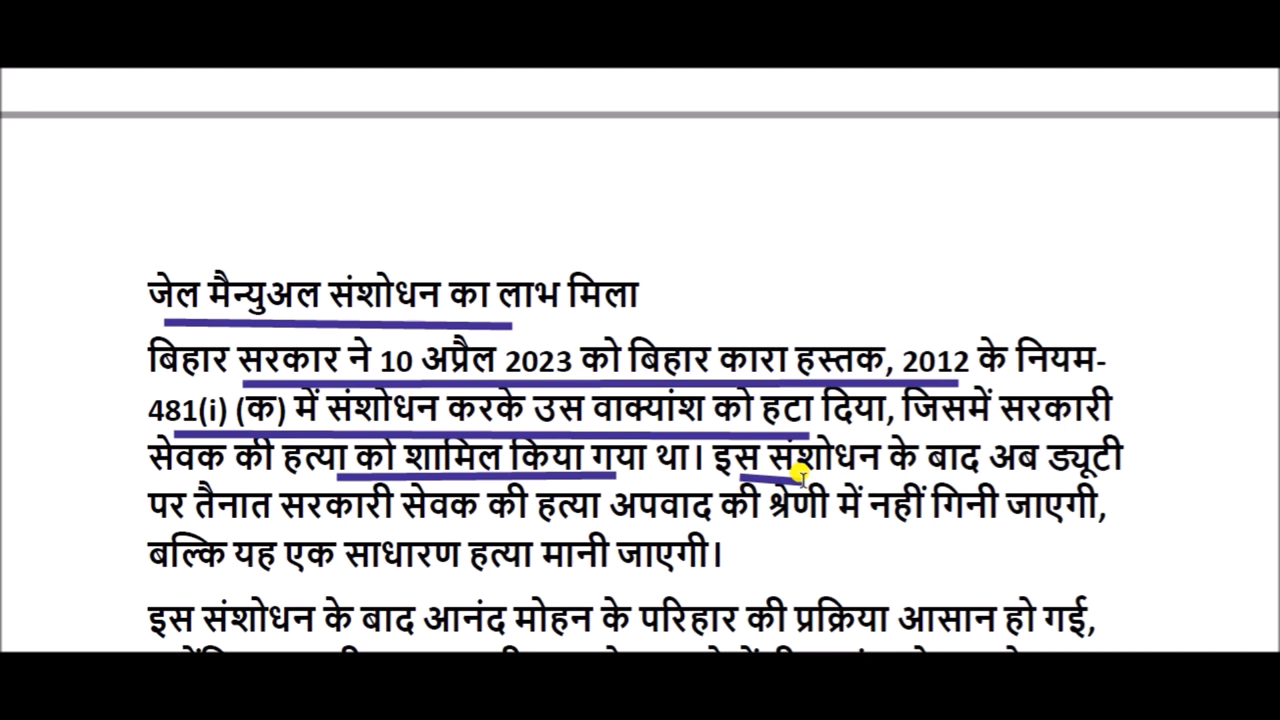 जेल मैन्युअल संशोधन का लाभ मिला
बिहार सरकार ने 10 अप्रैल 2023 को बिहार कारा हस्तक, 2012 के नियम-
481(i) (क) में संशोधन करके उस वाक्यांश को हटा दिया, जिसमें सरकारी
सेवक की हत्या को शामिल किया गया था। इस संशोधन के बाद अब ड्यूटी
पर तैनात सरकारी सेवक की हत्या अपवाद की श्रेणी में नहीं गिनी जाएगी,
बल्कि यह एक साधारण हत्या मानी जाएगी।
इस संशोधन के बाद आनंद मोहन के परिहार की प्रक्रिया आसान हो गई,